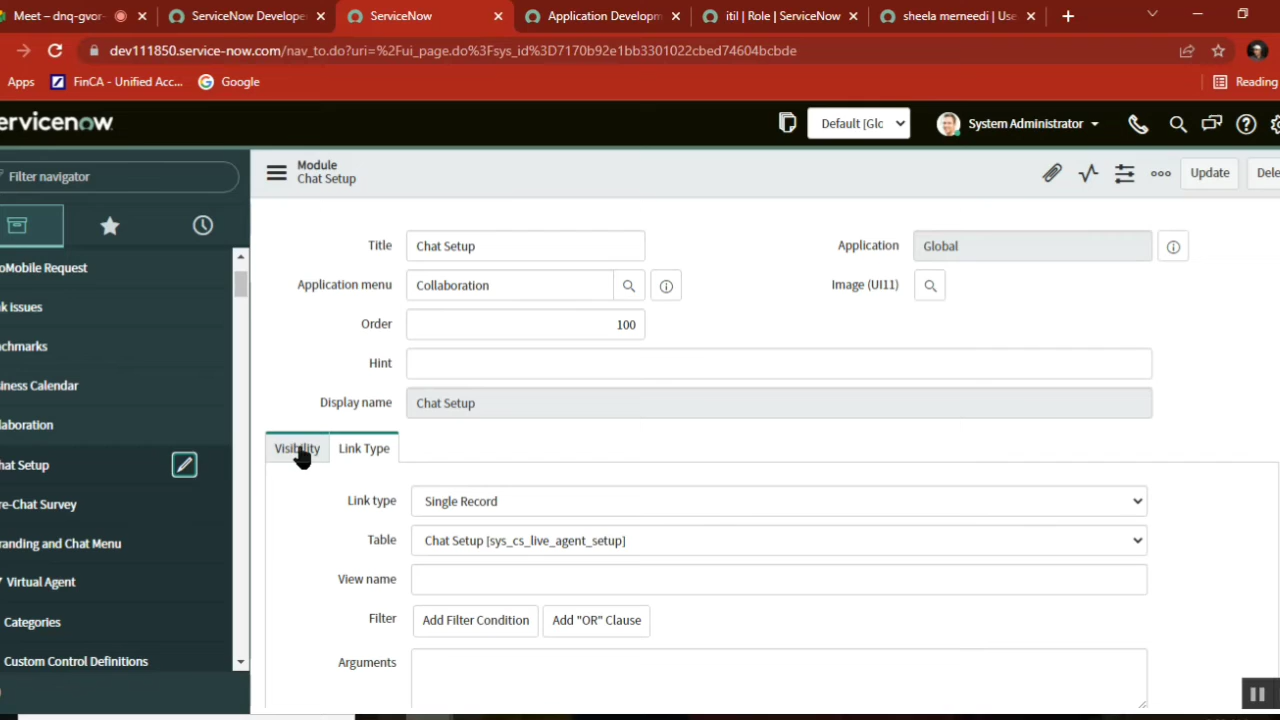 Meet – dnq-gvor-
ServiceNow Develope
ServiceNow
Application Developm
itil | Role | ServiceNow
sheela merneedi | Use
dev111850.service-now.com/nav_to.do?uri=%2Fui_page.do%3Fsys_id%3D7170b92e1bb3301022cbed74604bcbde
Apps
FinCA - Unified Acc...
Google
Reading
ervicenow
Default [Glo
System Administrator
Filter navigator
Module
Chat Setup
Update
Dele
oMobile Request
k issues
chmarks
iness Calendar
laboration
hat Setup
re-Chat Survey
randing and Chat Menu
Virtual Agent
Categories
Custom Control Definitions
Title
Chat Setup
Application
Global
Application menu
Collaboration
Image (UI11)
Order
100
Hint
Display name
Chat Setup
Visibility
Link Type
Link type
Single Record
Table
Chat Setup [sys_cs_live_agent_setup]
View name
Filter
Add Filter Condition
Add "OR" Clause
Arguments